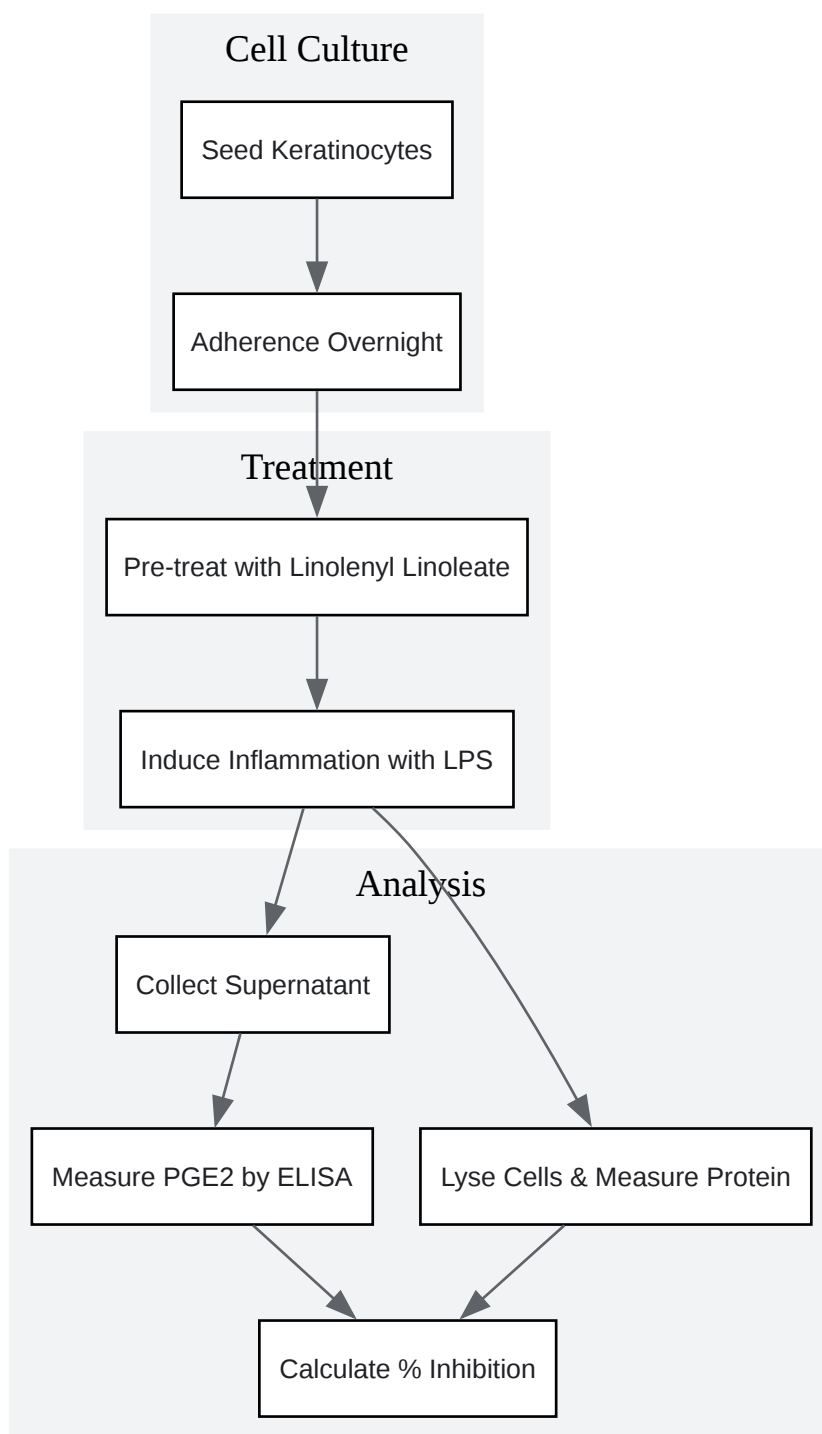 Cell Culture
Seed Keratinocytes
Adherence Overnight
Treatment
Pre-treat with Linolenyl Linoleate
Induce Inflammation with LPS
Analysis
Collect Supernatant
Measure PGE2 by ELISA
Lyse Cells & Measure Protein
Calculate % Inhibition